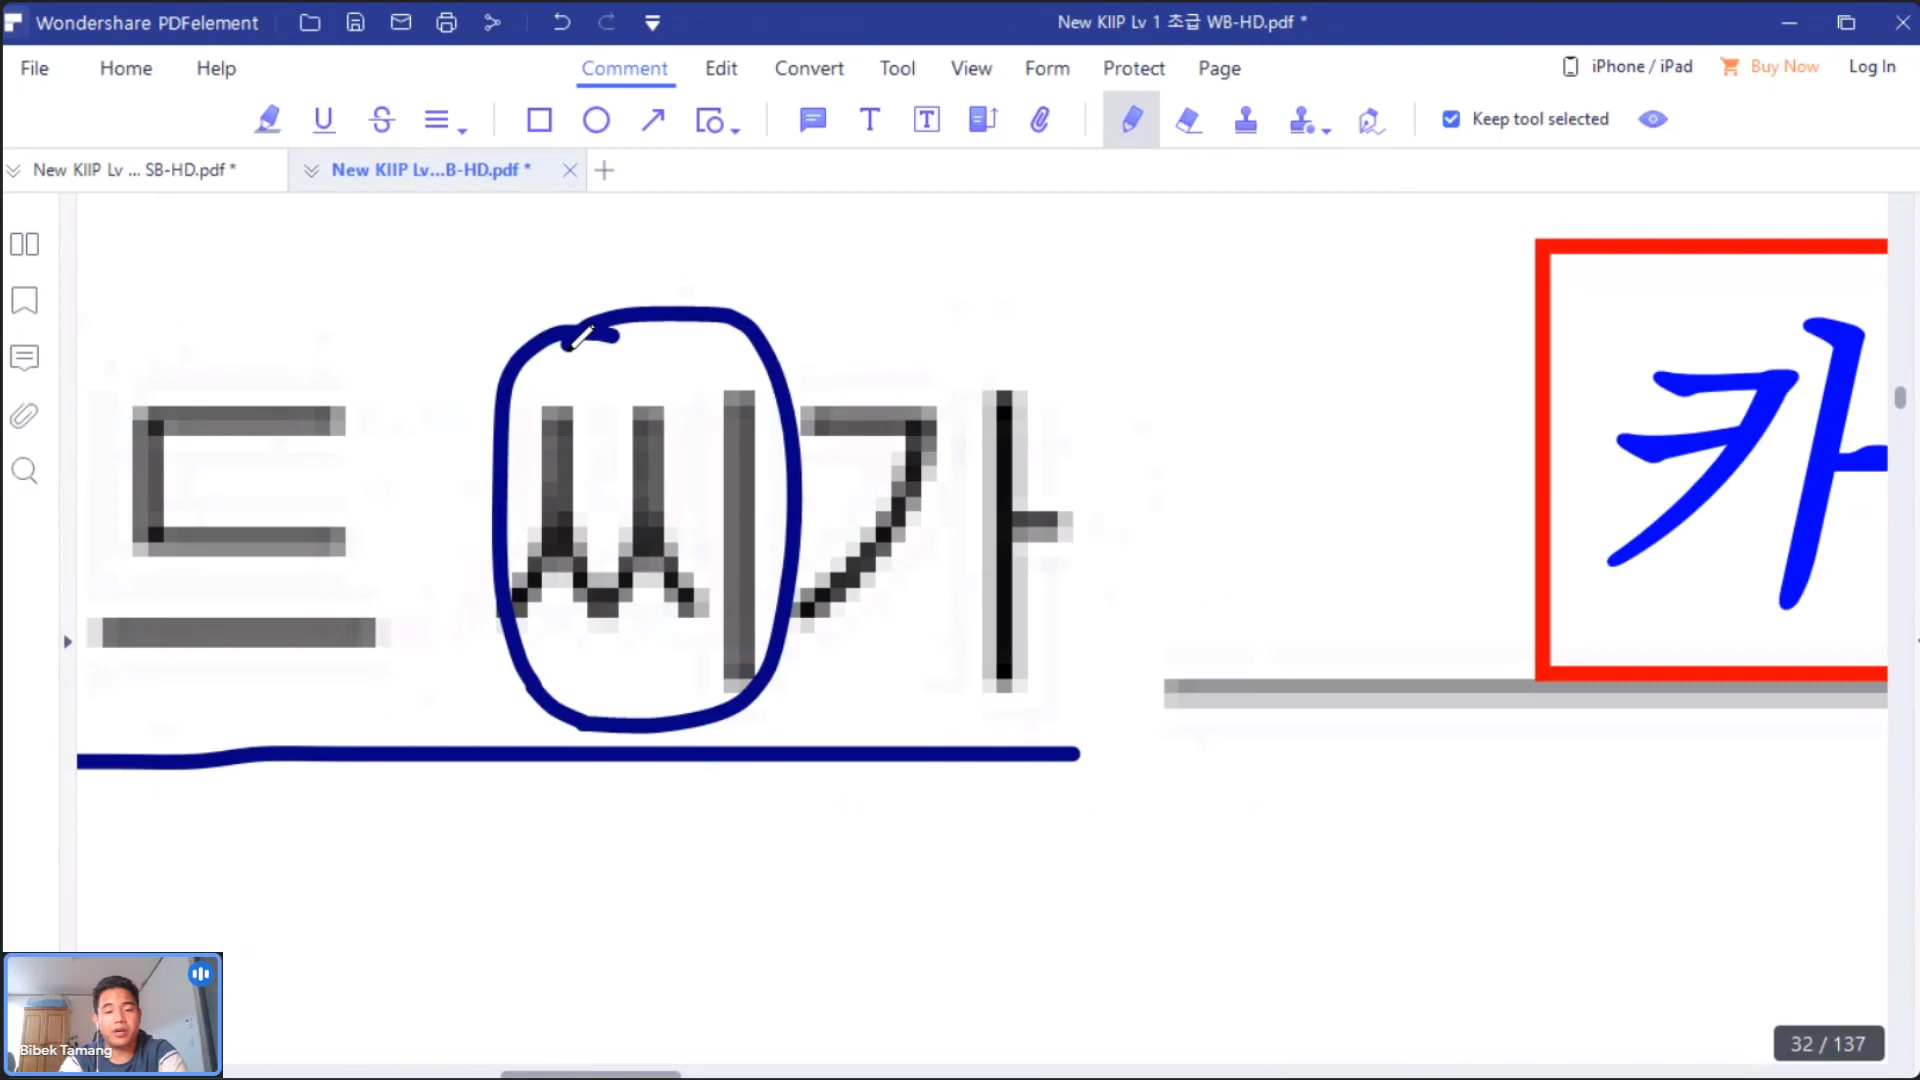 Wondershare PDFelement
New KIIP Lv 1 초급 WB-HD.pdf *
File Home Help Comment Edit Convert Tool View Form Protect Page iPhone / iPad Buy Now Log In
Keep tool selected
New KIIP Lv ... SB-HD.pdf *
New KIIP Lv...B-HD.pdf *
드 씨가
카
Bibek Tamang
32 / 137